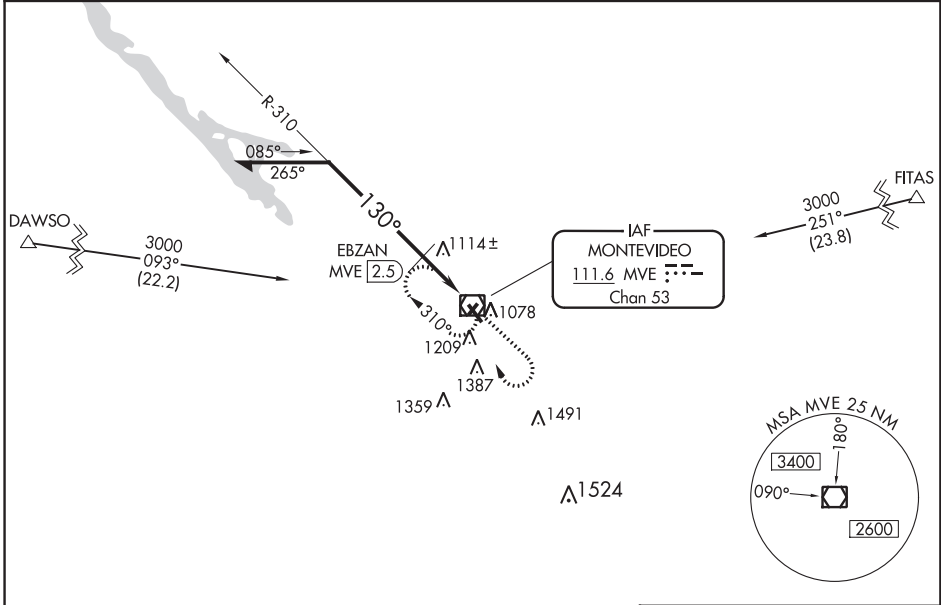 R-310
085°
265°
130°
FITAS
3000
251°
(23.8)
DAWSO
3000
093°
(22.2)
EBZAN
MVE 2.5
1114±
IAF
MONTEVIDEO
111.6 MVE
Chan 53
310°
1078
1209
1387
1359
1491
1524
MSA MVE 25 NM
180°
3400
090°
2600